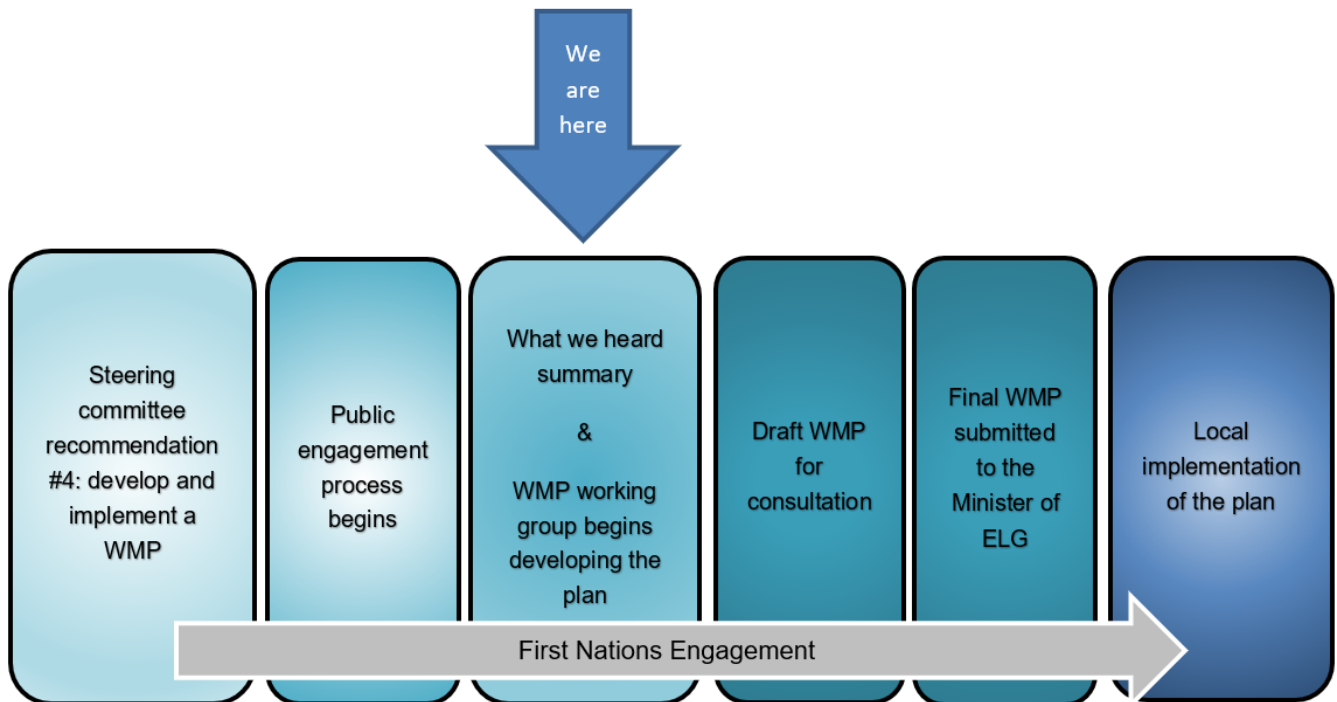 We
are
here
Steering
committee
recommendation
#4: develop and
implement a
WMP
Public
engagement
process
begins
What we heard
summary
&
WMP working
group begins
developing the
plan
Draft WMP
for
consultation
Final WMP
submitted
to the
Minister of
ELG
Local
implementation
of the plan
First Nations Engagement